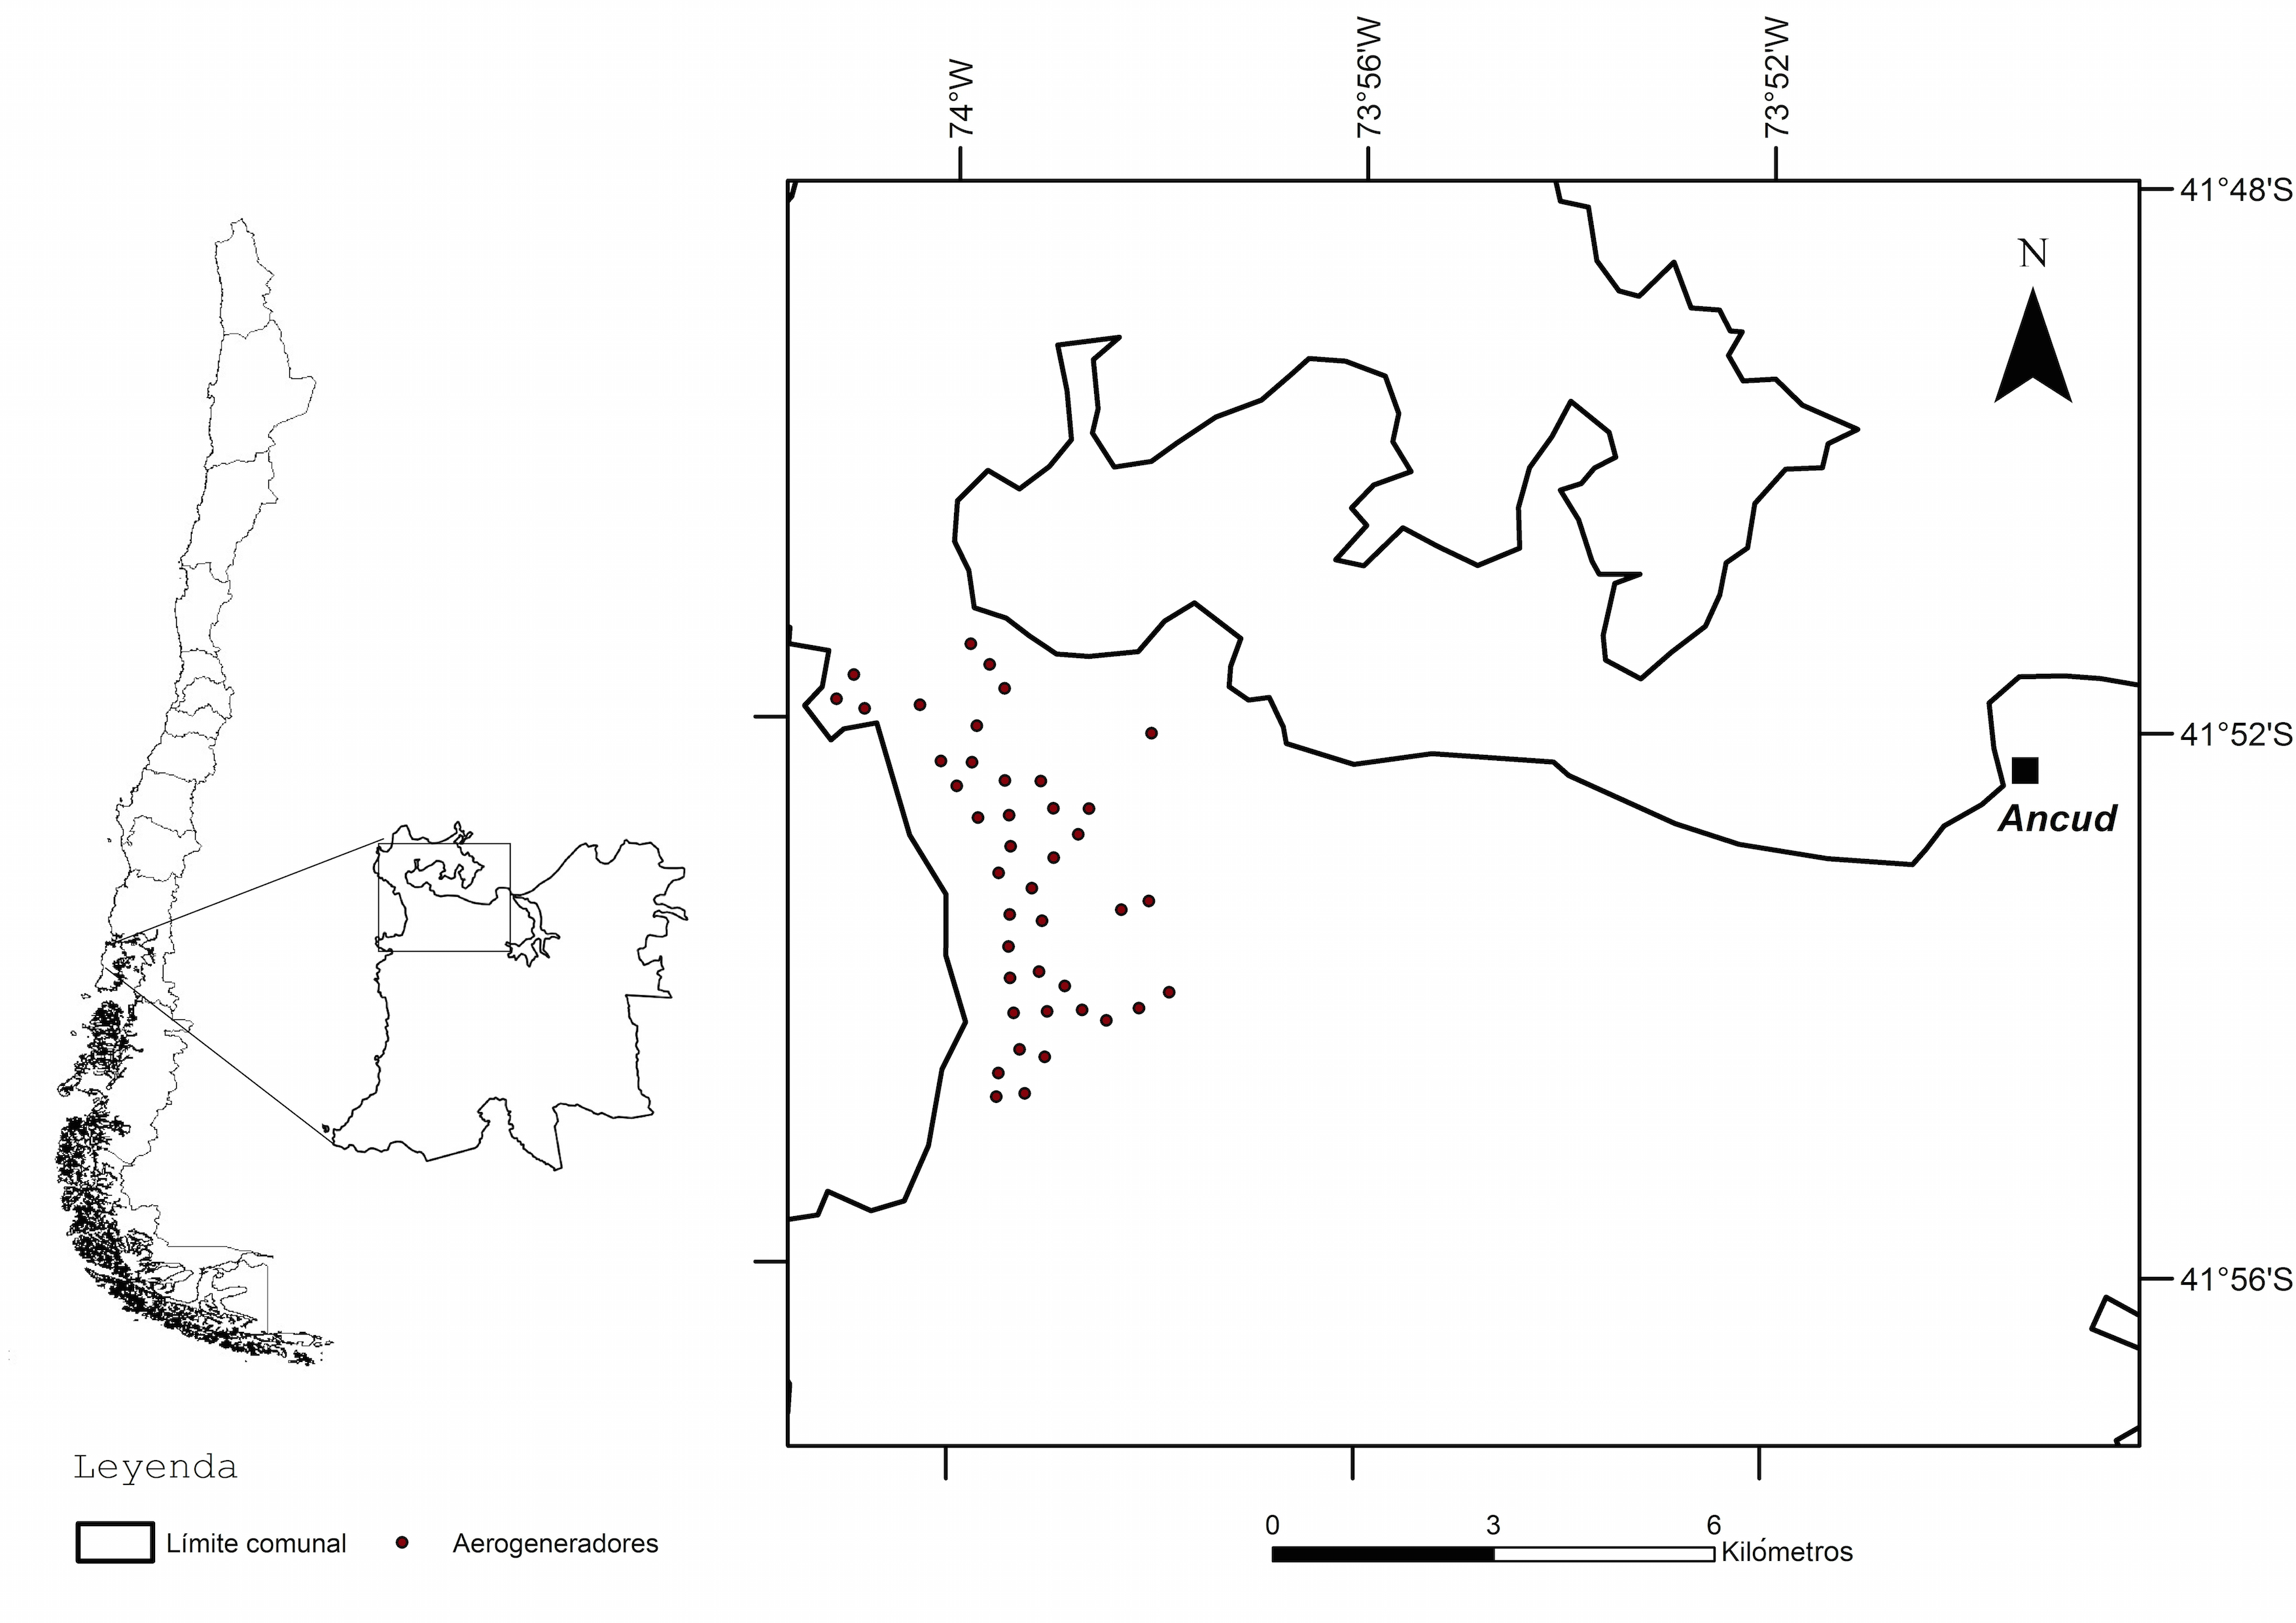 74°W
73°56'W
73°52'W
41°48'S
N
41°52'S
Ancud
41°56'S
Leyenda
Límite comunal
Aerogeneradores
0 3 6
Kilómetros